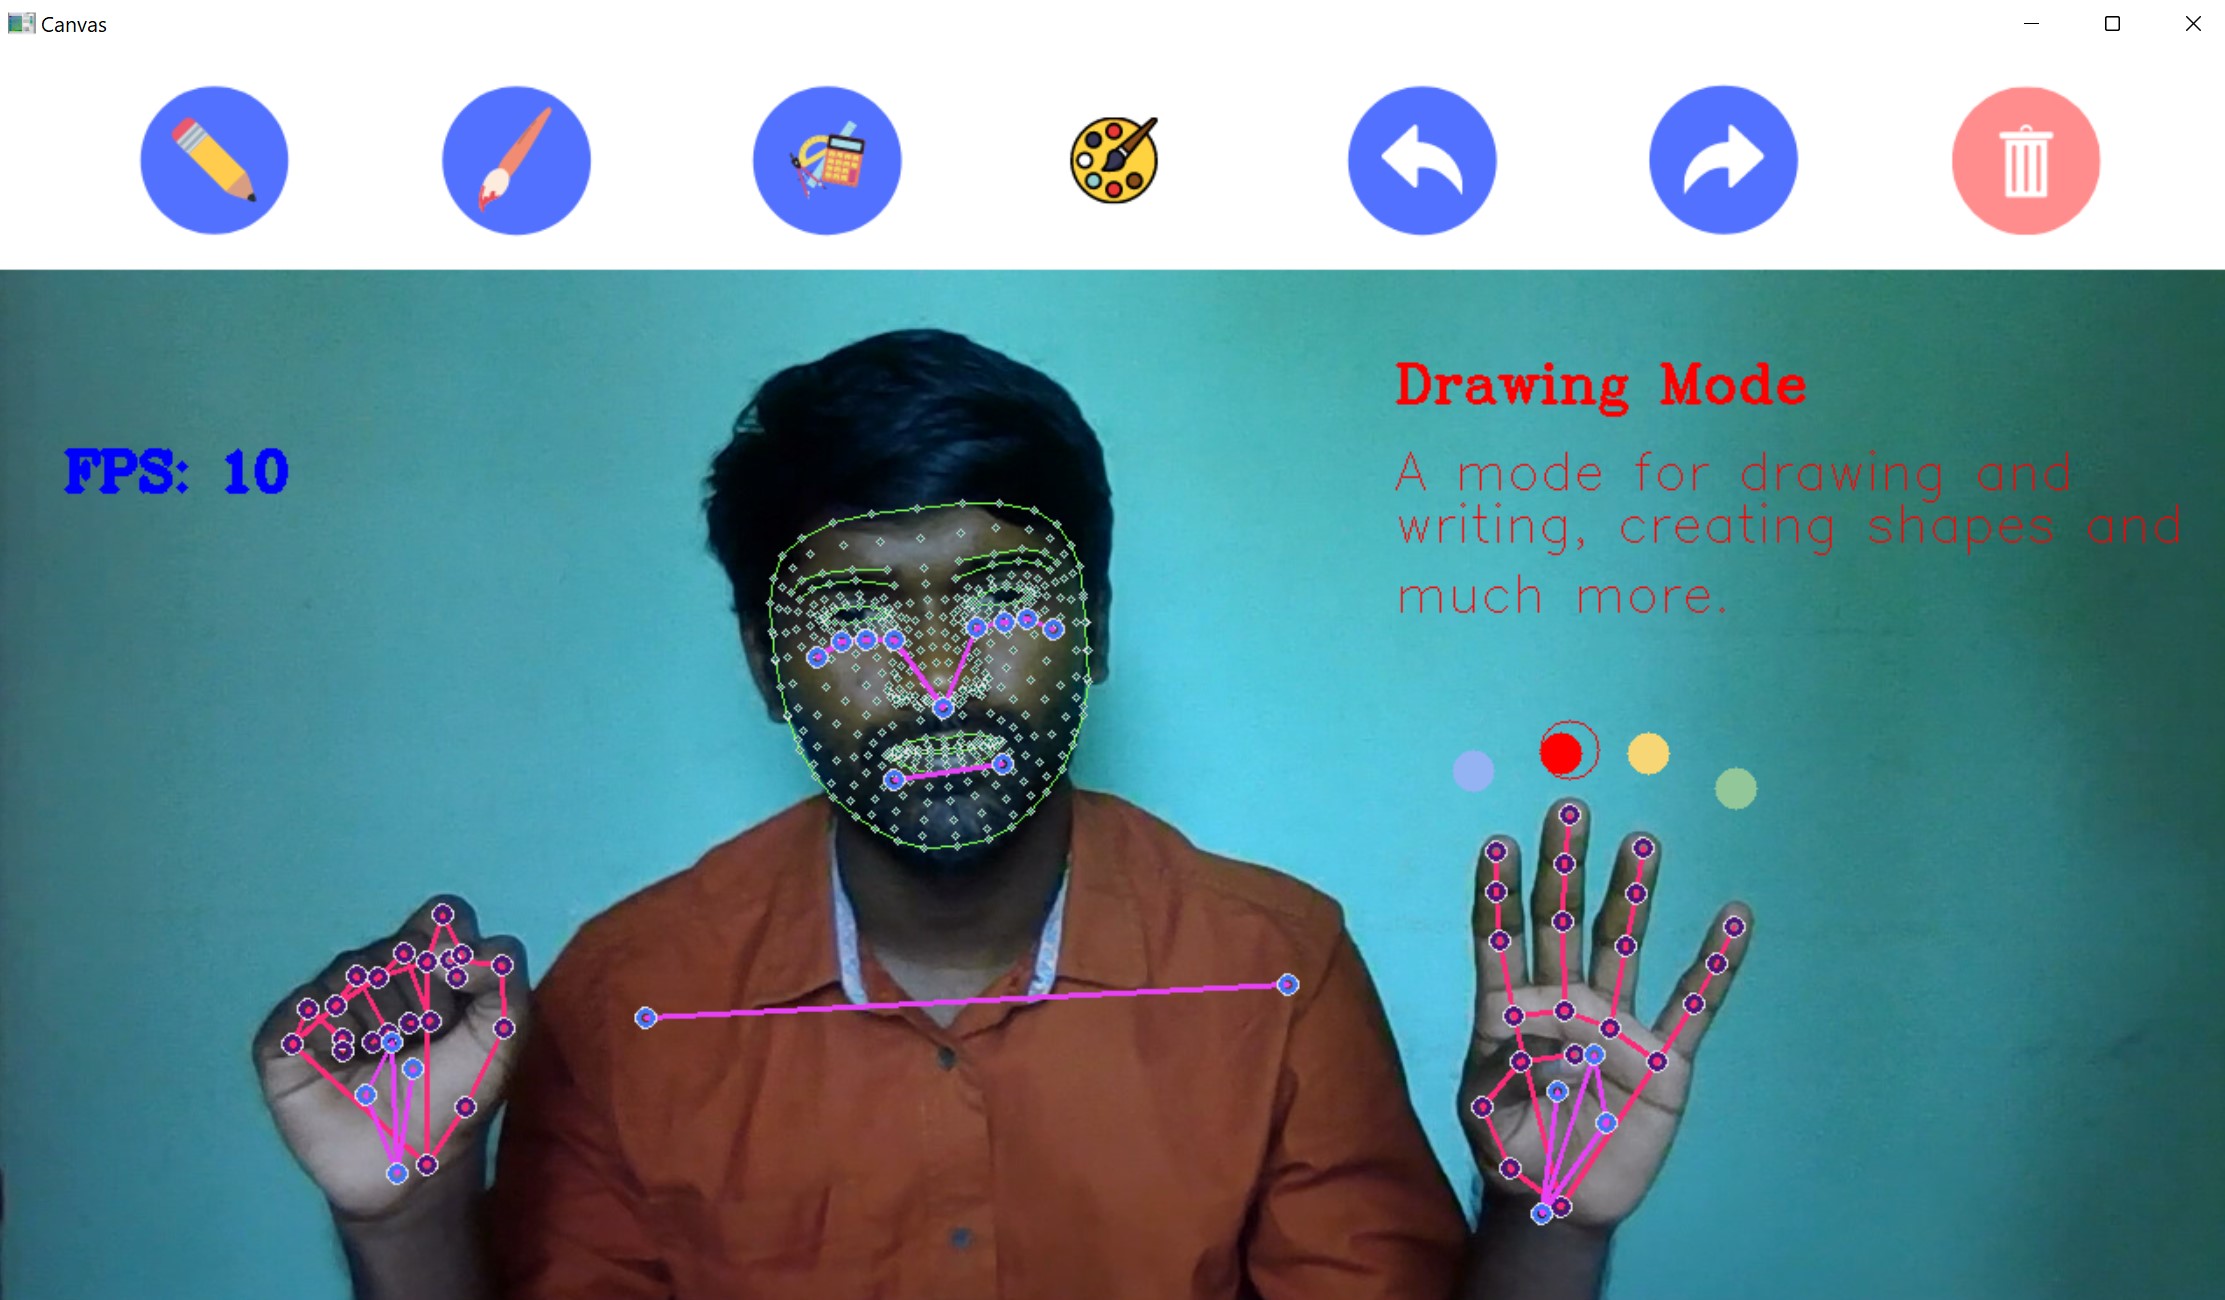 Canvas
FPS: 10
Drawing Mode
A mode for drawing and
writing, creating shapes and
much more.